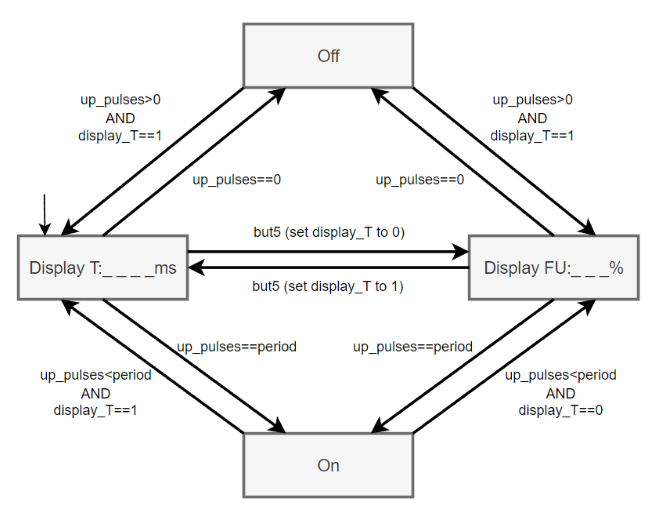 Off
up_pulses>0
AND
display_T==1
up_pulses>0
AND
display_T==1
up_pulses==0
up_pulses==0
but5 (set display_T to 0)
Display T:_ _ _ _ms
Display FU:_ _ _%
but5 (set display_T to 1)
up_pulses==period
up_pulses==period
up_pulses<period
AND
display_T==1
up_pulses<period
AND
display_T==0
On